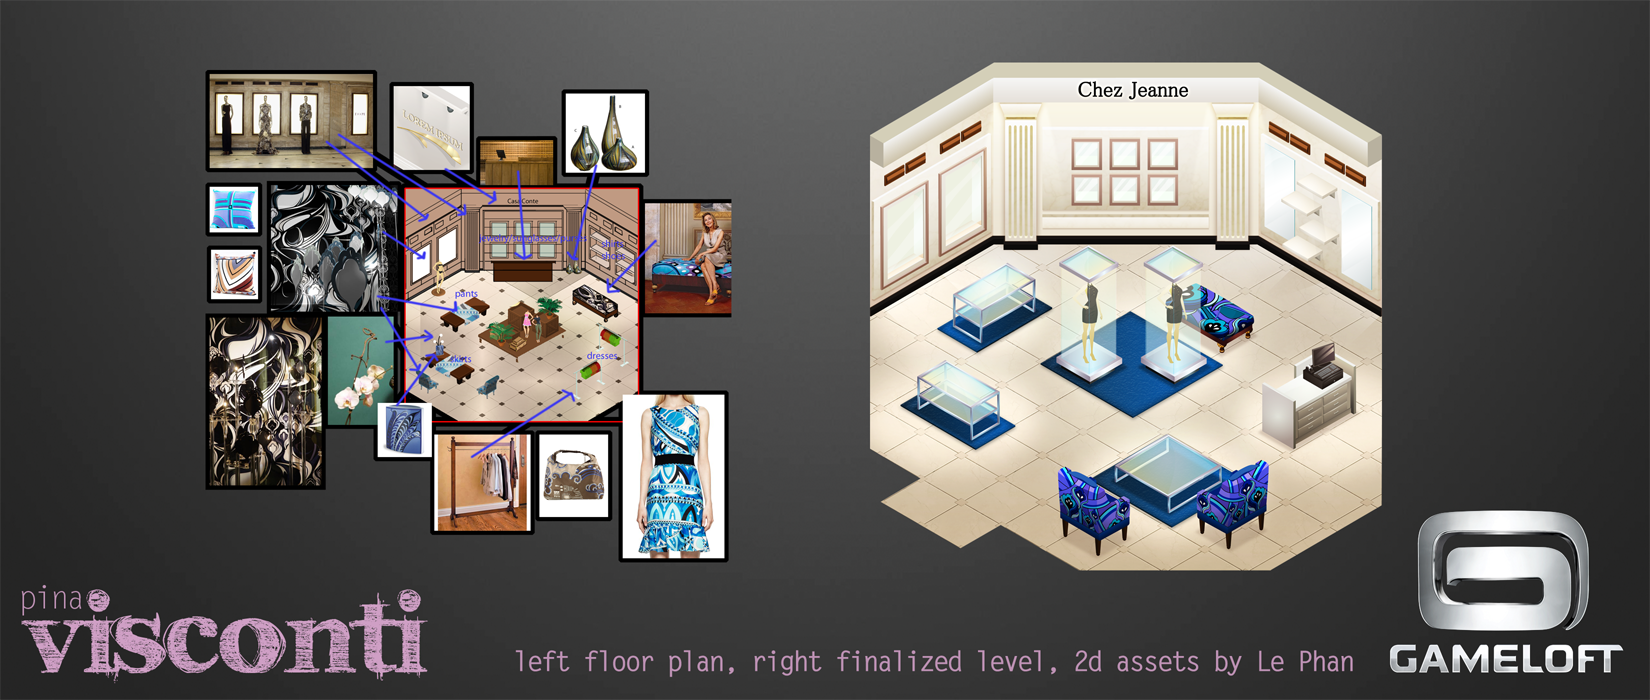 LOREM IPSUM
Casa Conte
jewelry/sunglasses/purses
shirts
shoes
pants
skirts
dresses
Chez Jeanne
pina
visconti
left floor plan, right finalized level, 2d assets by Le Phan
GAMELOFT